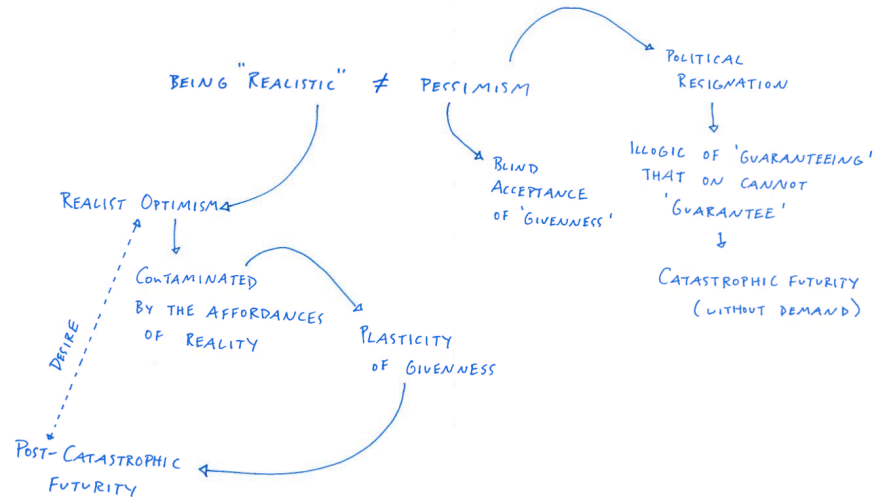 BEING "REALISTIC" ≠ PESSIMISM
POLITICAL
RESIGNATION
ILLOGIC OF 'GUARANTEEING'
THAT ON CANNOT
'GUARANTEE'
CATASTROPHIC FUTURITY
(WITHOUT DEMAND)
BLIND
ACCEPTANCE
OF 'GIVENNESS'
REALIST OPTIMISM
CONTAMINATED
BY THE AFFORDANCES
OF REALITY
PLASTICITY
OF GIVENNESS
DESIRE
POST-CATASTROPHIC
FUTURITY